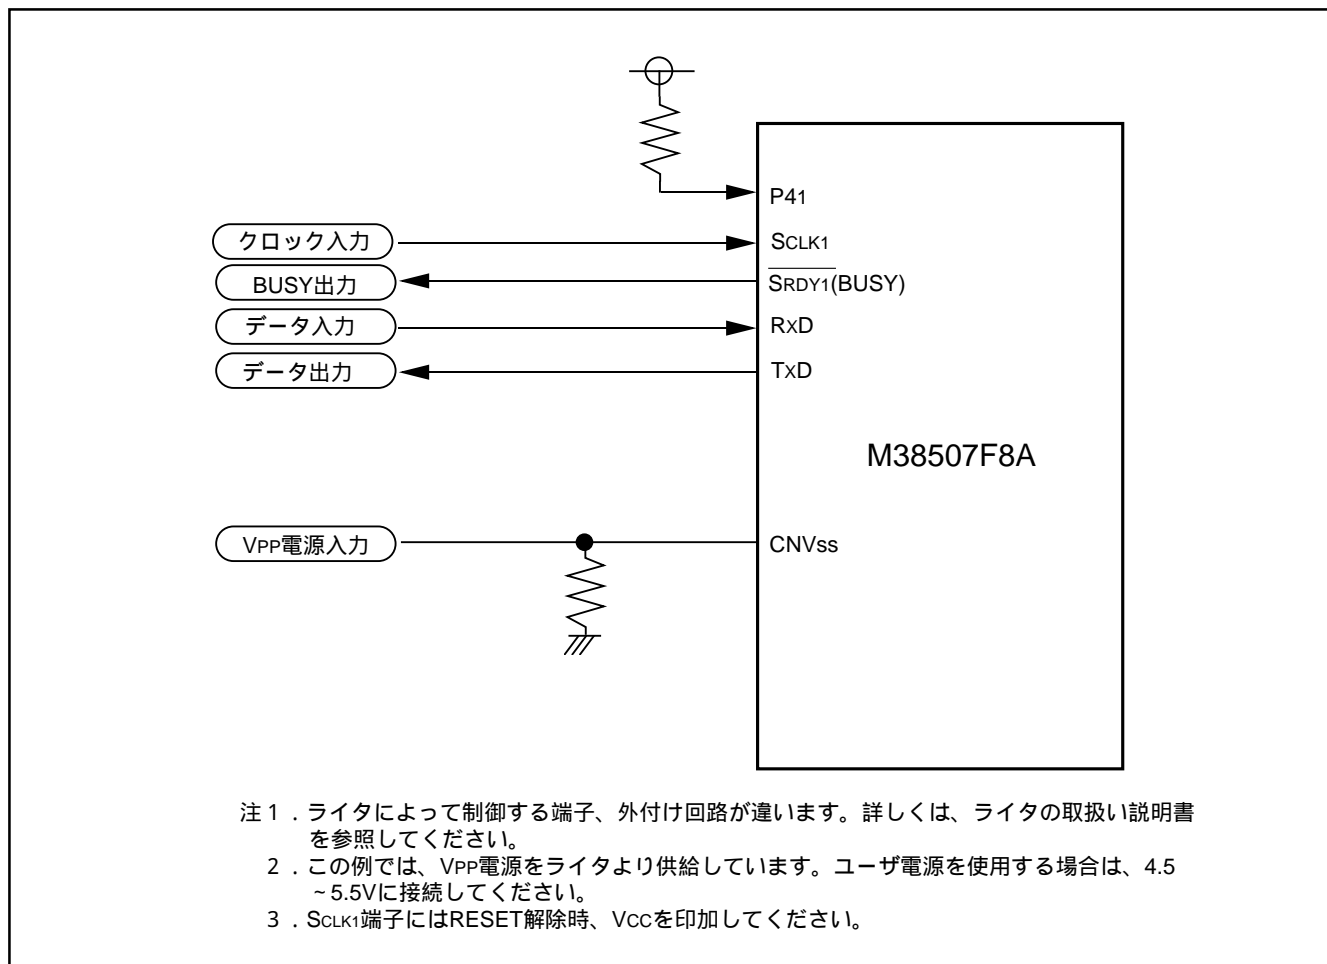 P41
クロック入力
SCLK1
BUSY出力
SRDY1(BUSY)
データ入力
RXD
データ出力
TXD
M38507F8A
VPP電源入力
CNVss
注1．ライタによって制御する端子、外付け回路が違います。詳しくは、ライタの取扱い説明書
を参照してください。
2．この例では、VPP電源をライタより供給しています。ユーザ電源を使用する場合は、4.5
~5.5Vに接続してください。
3．SCLK1端子にはRESET解除時、VCCを印加してください。